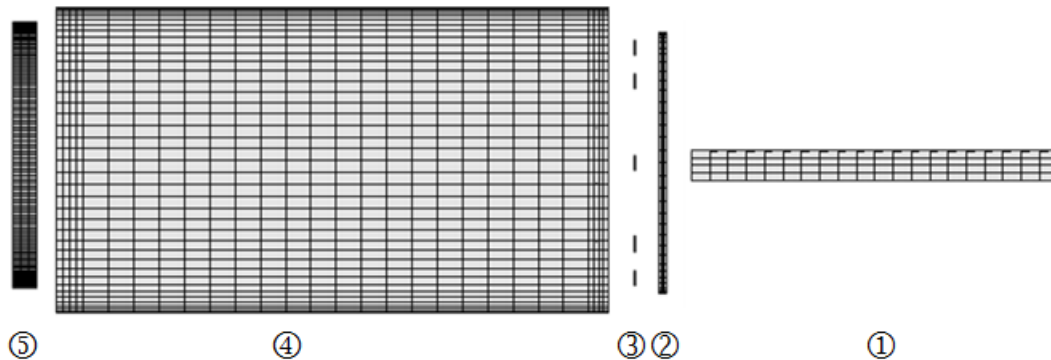 ⑤ ④ ③ ② ①